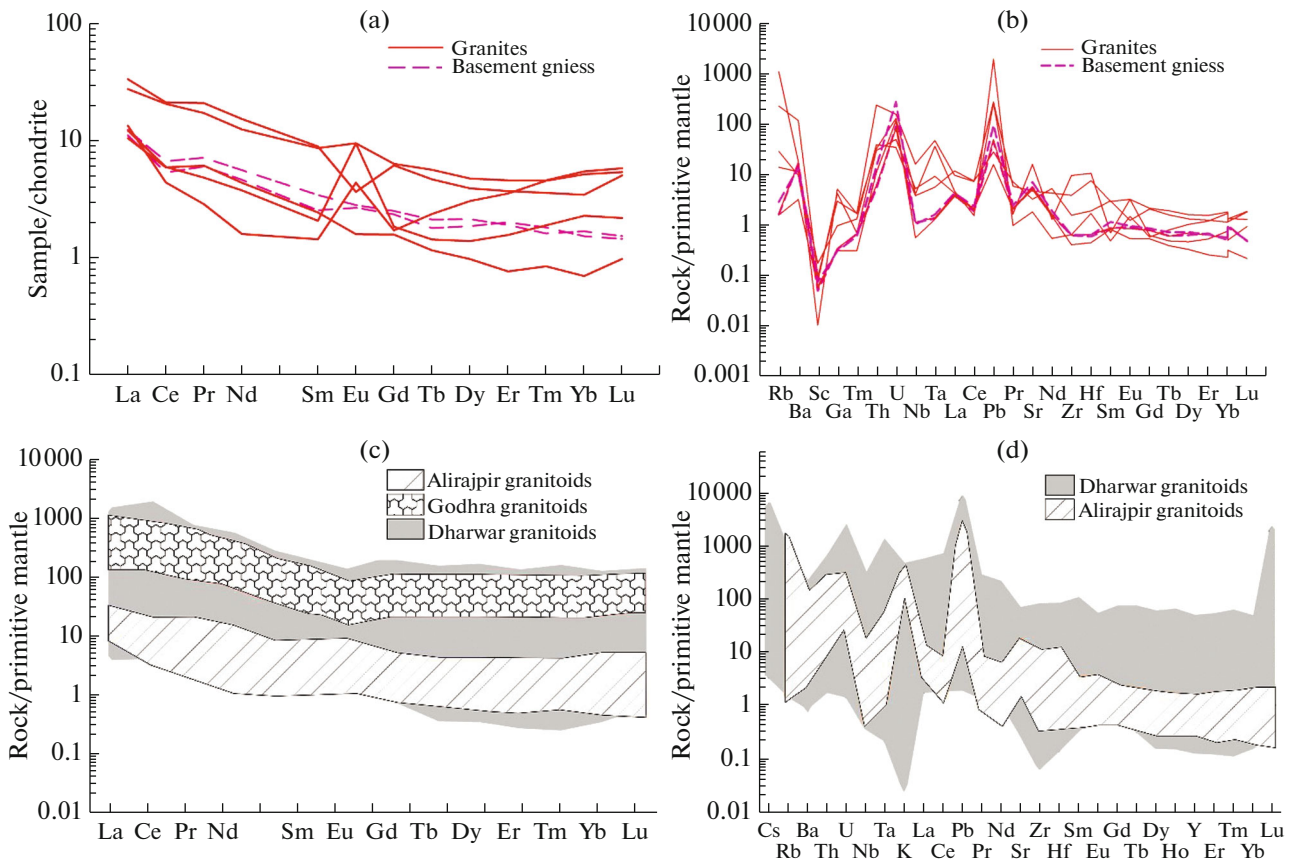 (a)
100
10
1
0.1
Sample/chondrite
Granites
Basement gniess
La Ce Pr Nd Sm Eu Gd Tb Dy Er Tm Yb Lu
(b)
10000
1000
100
10
1
0.1
0.01
0.001
Rock/primitive mantle
Granites
Basement gniess
Rb Sc Tm U Ta Ce Pr Nd Hf Eu Tb Er Lu
Ba Ga Th Nb La Pb Sr Zr Sm Gd Dy Yb
(c)
10 000
1000
100
10
1
0.1
0.01
Rock/primitive mantle
Alirajpir granitoids
Godhra granitoids
Dharwar granitoids
La Ce Pr Nd Sm Eu Gd Tb Dy Er Tm Yb Lu
(d)
10 000
1000
100
10
1
0.1
0.01
Rock/primitive mantle
Dharwar granitoids
Alirajpir granitoids
Cs Ba U Ta La Pb Nd Zr Sm Gd Dy Y Tm Lu
Rb Th Nb K Ce Pr Sr Hf Eu Tb Ho Er Yb